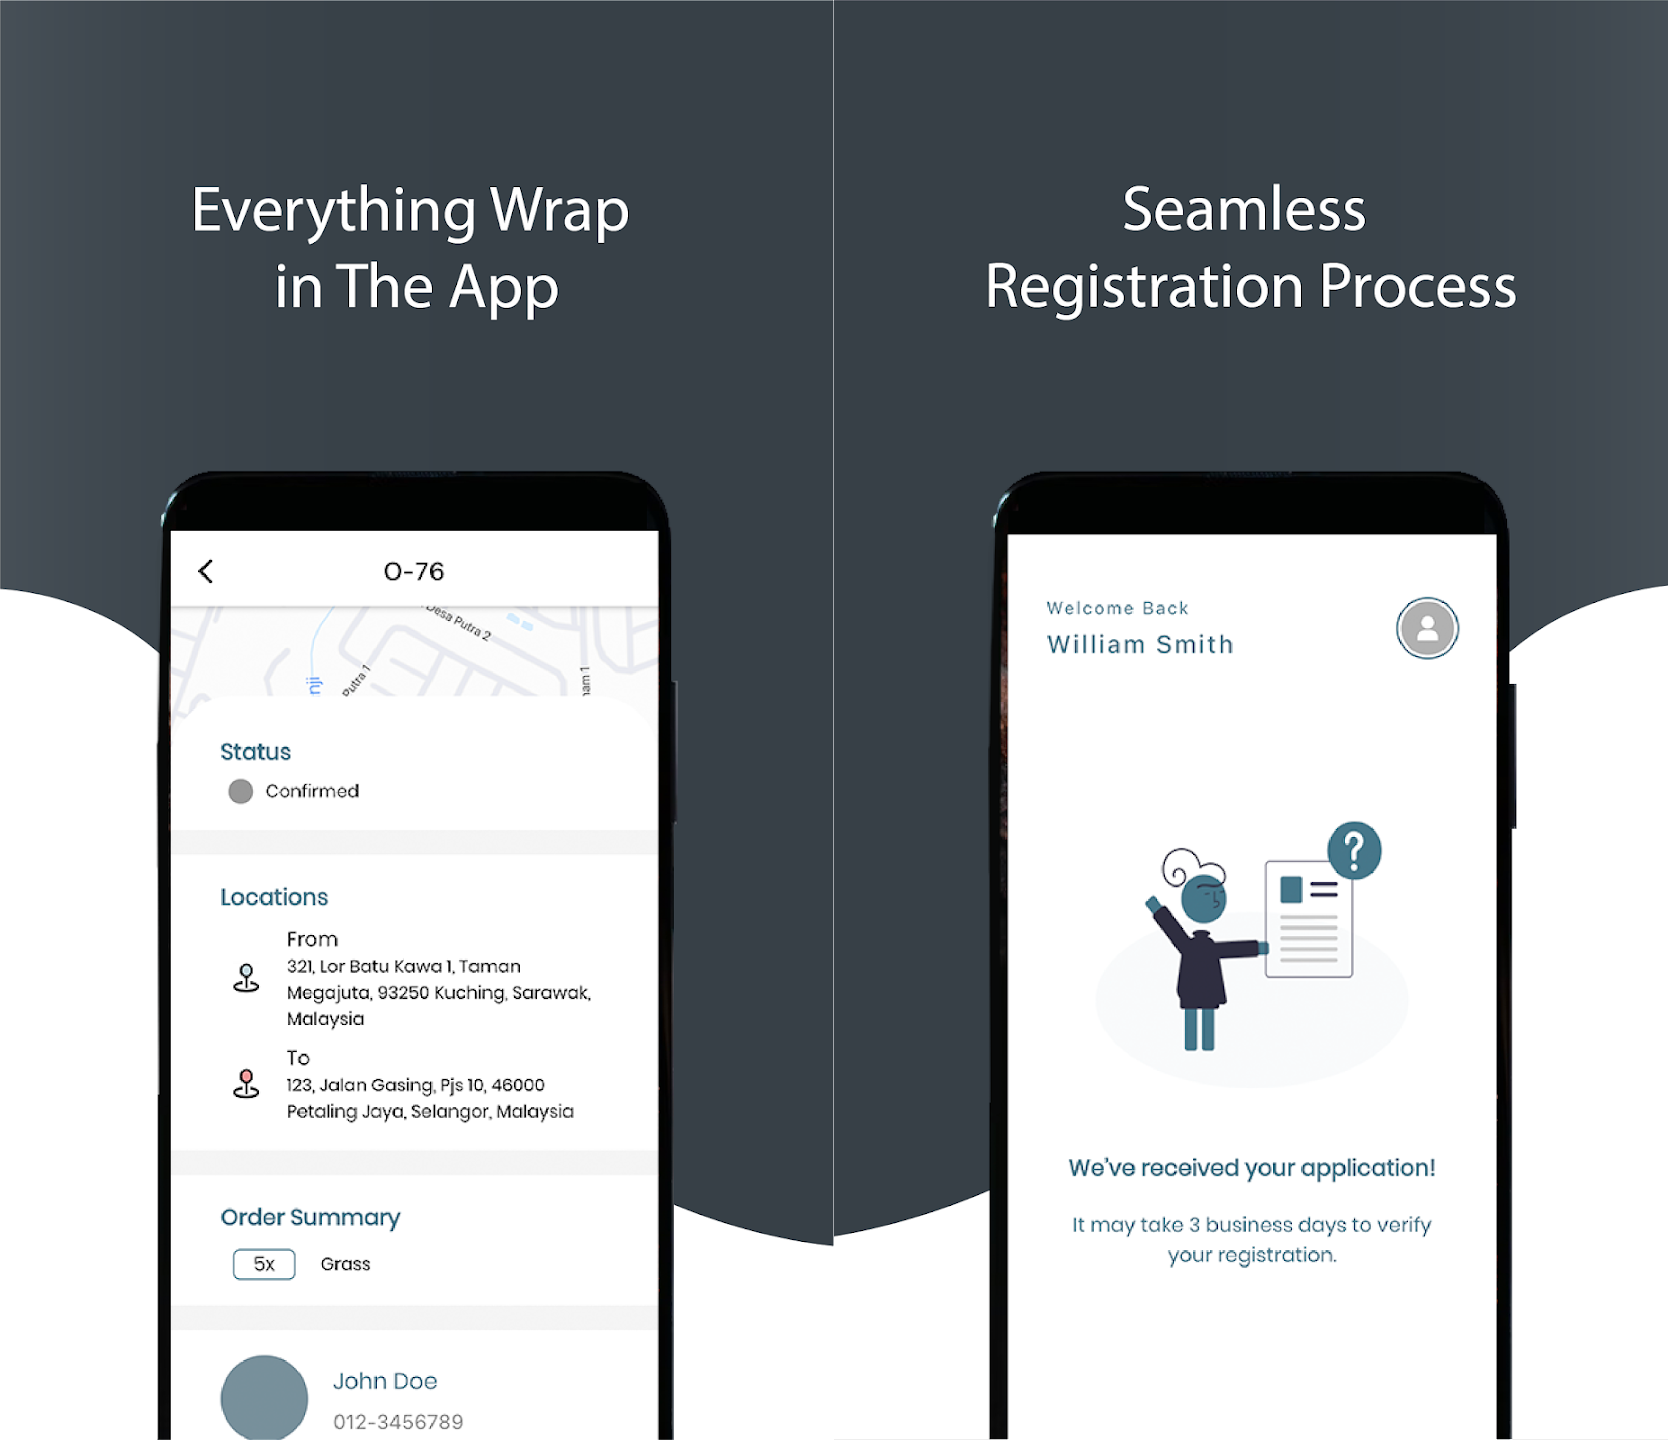 Everything Wrap
in The App
O-76
Desa Putra 2
Putra 1
nji
am 1
Status
Confirmed
Locations
From
321, Lor Batu Kawa 1, Taman
Megajuta, 93250 Kuching, Sarawak,
Malaysia
To
123, Jalan Gasing, Pjs 10, 46000
Petaling Jaya, Selangor, Malaysia
Order Summary
5x Grass
John Doe
012-3456789
Seamless
Registration Process
Welcome Back
William Smith
?
We've received your application!
It may take 3 business days to verify
your registration.